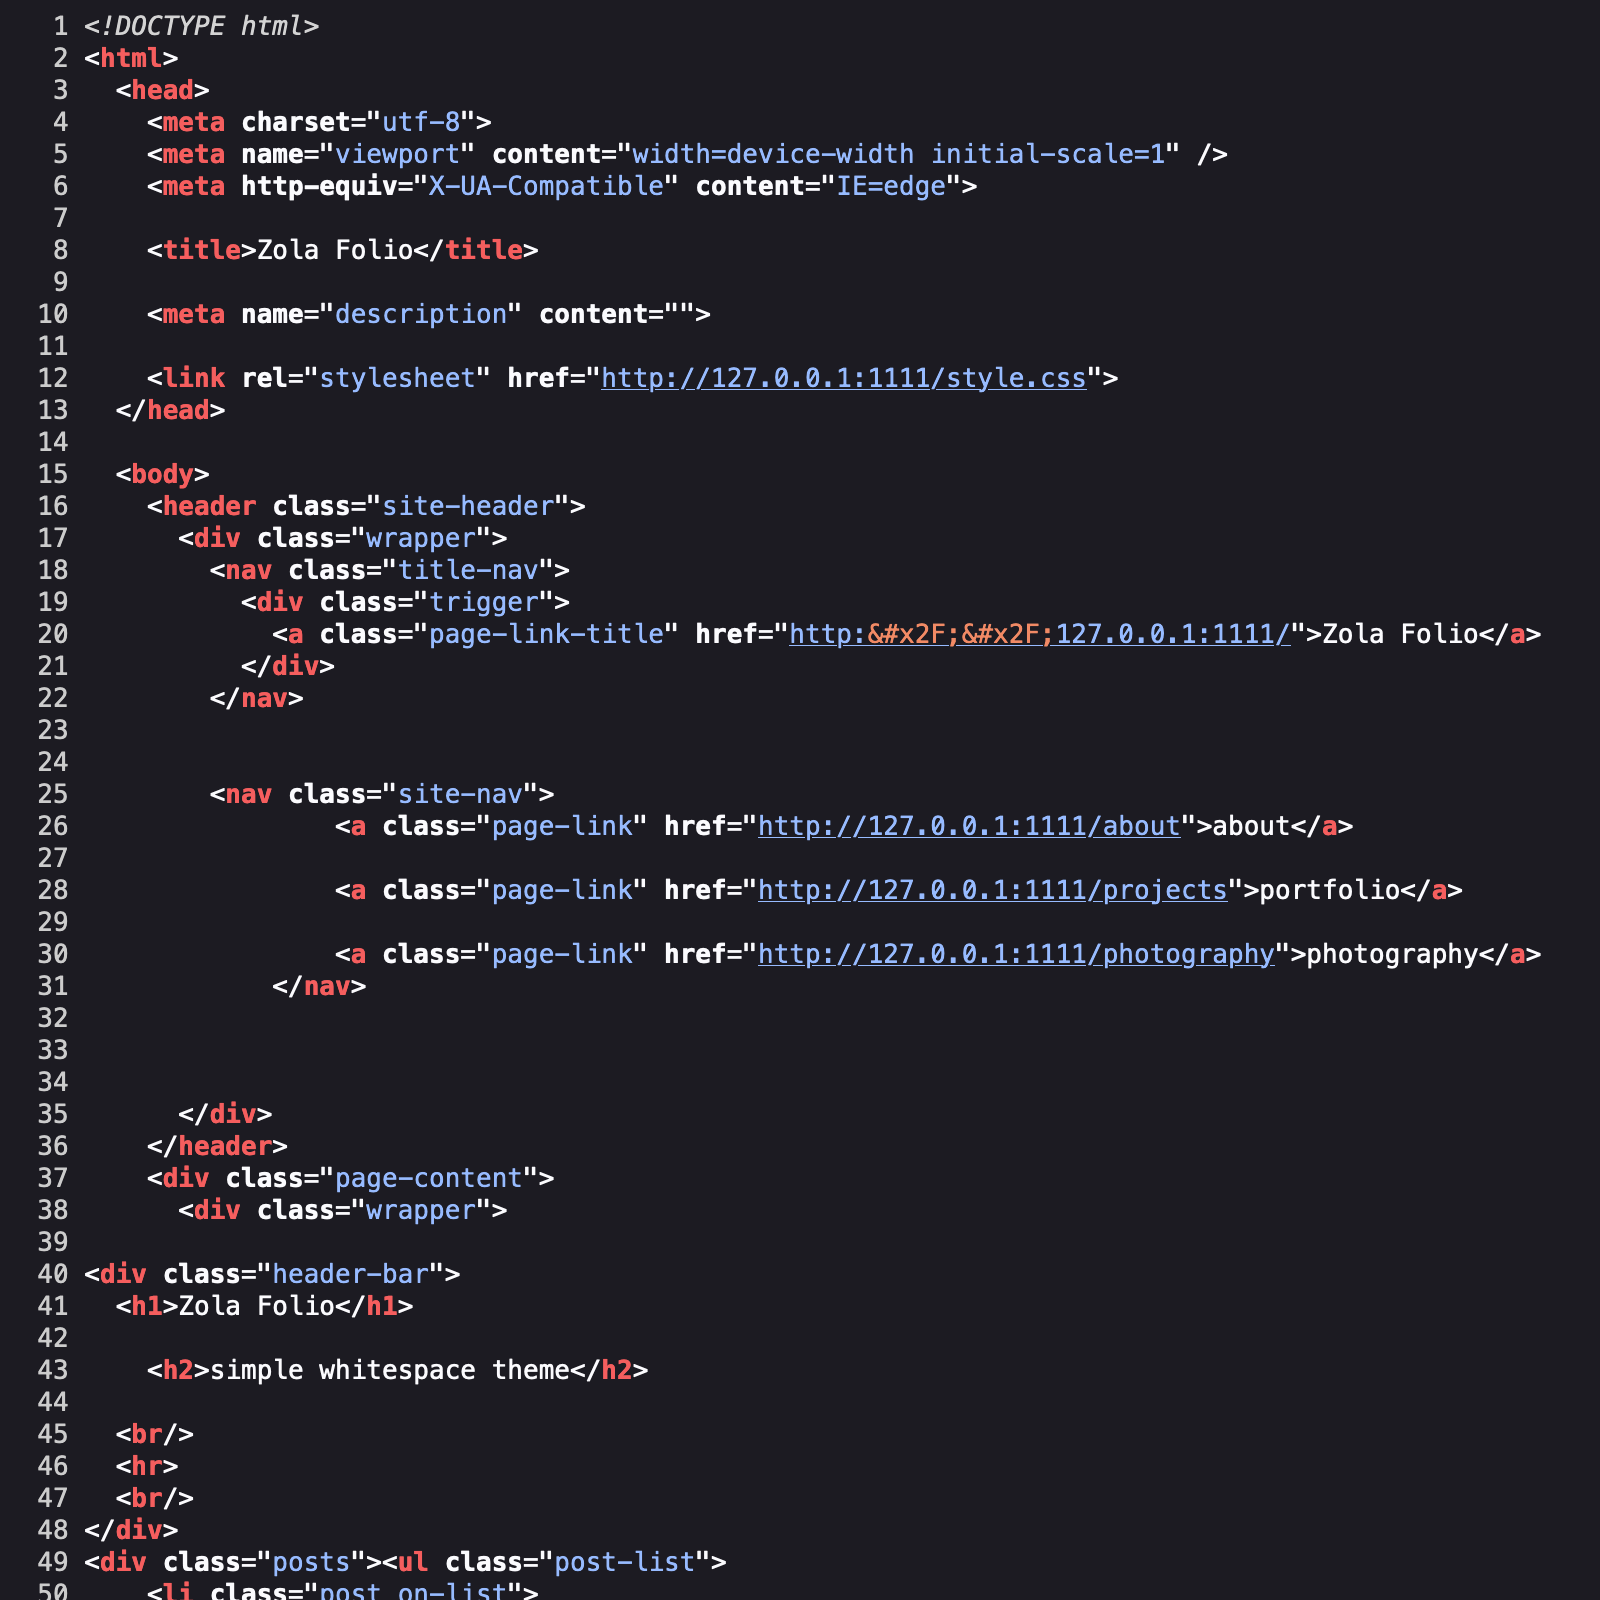 1 <!DOCTYPE html>
2 <html>
3   <head>
4     <meta charset="utf-8">
5     <meta name="viewport" content="width=device-width initial-scale=1" />
6     <meta http-equiv="X-UA-Compatible" content="IE=edge">
7
8     <title>Zola Folio</title>
9
10     <meta name="description" content="">
11
12     <link rel="stylesheet" href="http://127.0.0.1:1111/style.css">
13   </head>
14
15   <body>
16     <header class="site-header">
17       <div class="wrapper">
18         <nav class="title-nav">
19           <div class="trigger">
20             <a class="page-link-title" href="http:&#x2F;&#x2F;127.0.0.1:1111/">Zola Folio</a>
21           </div>
22         </nav>
23
24
25         <nav class="site-nav">
26                 <a class="page-link" href="http://127.0.0.1:1111/about">about</a>
27
28                 <a class="page-link" href="http://127.0.0.1:1111/projects">portfolio</a>
29
30                 <a class="page-link" href="http://127.0.0.1:1111/photography">photography</a>
31             </nav>
32
33
34
35       </div>
36     </header>
37     <div class="page-content">
38       <div class="wrapper">
39
40 <div class="header-bar">
41   <h1>Zola Folio</h1>
42
43     <h2>simple whitespace theme</h2>
44
45   <br/>
46   <hr>
47   <br/>
48 </div>
49 <div class="posts"><ul class="post-list">
50     <li class="post on-list">